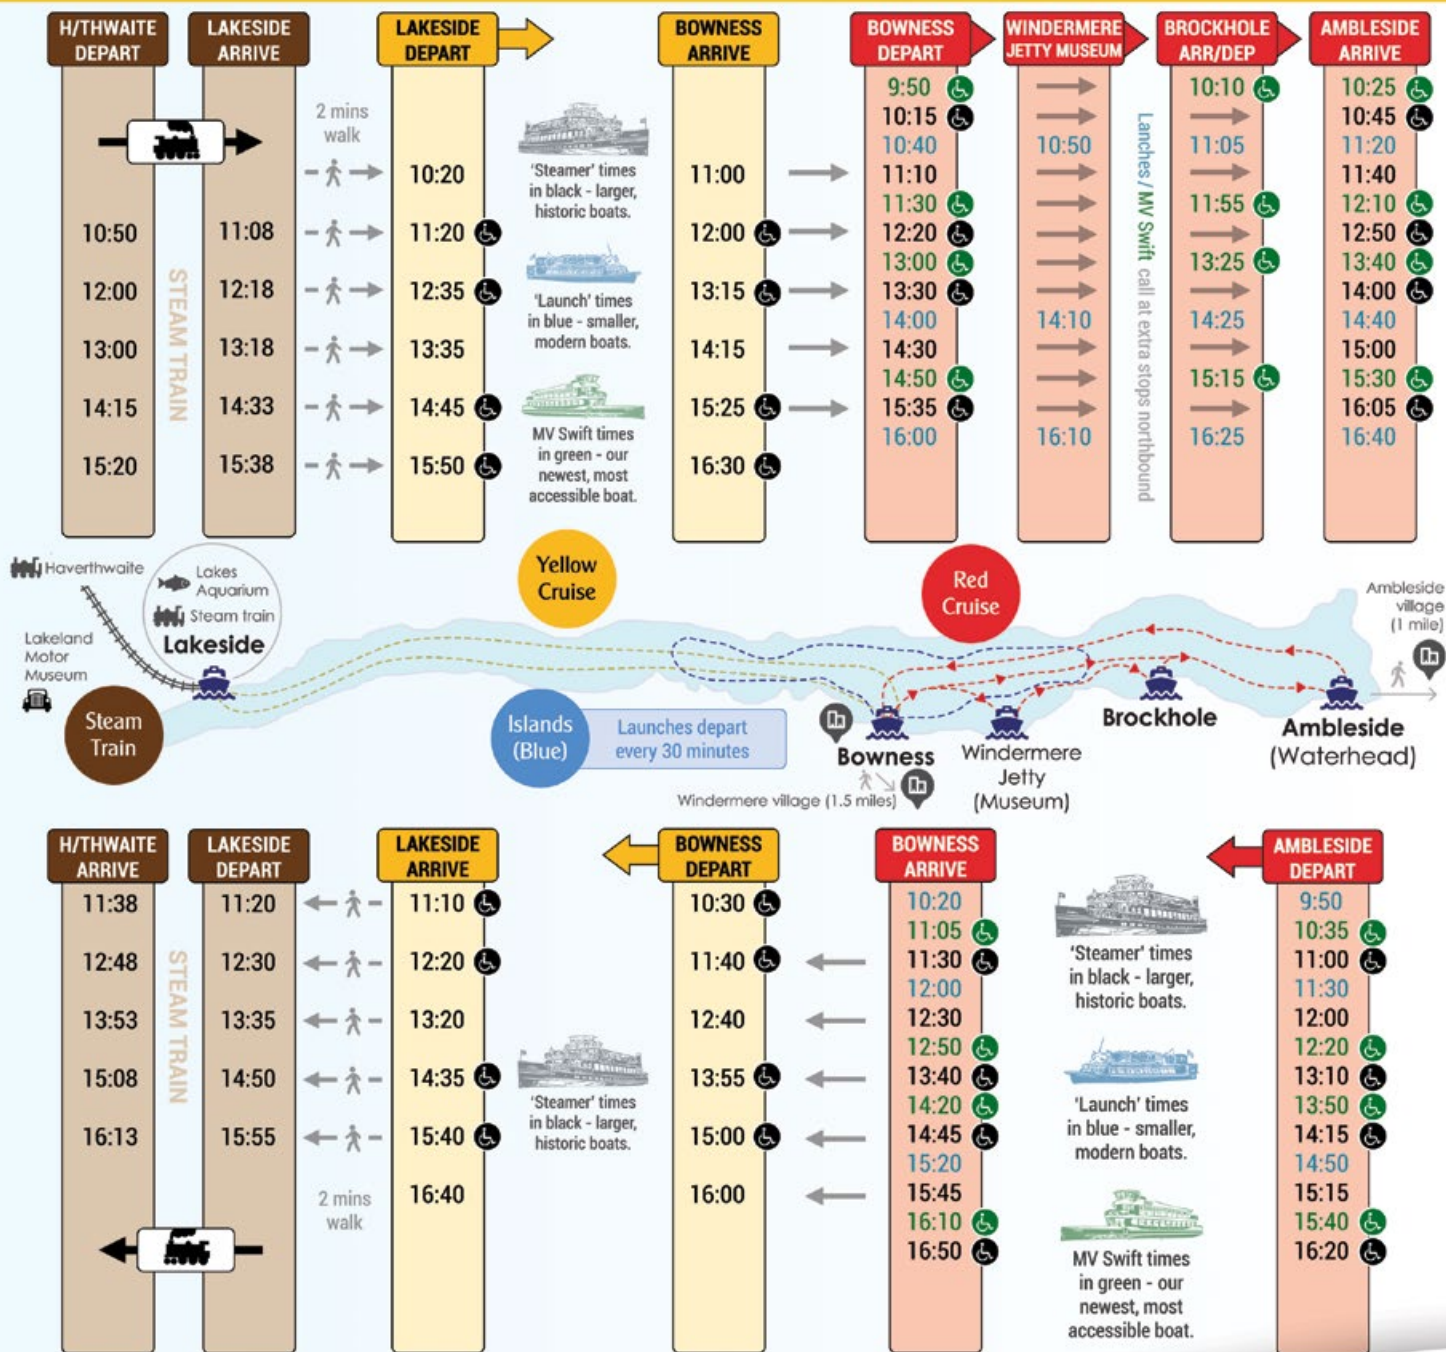 H/THWAITE
DEPART
LAKESIDE
ARRIVE
LAKESIDE
DEPART
BOWNESS
ARRIVE
BOWNESS
DEPART
WINDERMERE
JETTY MUSEUM
BROCKHOLE
ARR/DEP
AMBLESIDE
ARRIVE
9:50 10:10 10:25
10:15 10:45
10:40 10:50 11:05 11:20
10:20 11:00 11:10 11:40
11:30 11:55 12:10
10:50 11:08 11:20 12:00 12:20 12:50
13:00 13:25 13:40
12:00 12:18 12:35 13:15 13:30 14:00
14:00 14:10 14:25 14:40
13:00 13:18 13:35 14:15 14:30 15:00
14:50 15:15 15:30
14:15 14:33 14:45 15:25 15:35 16:05
16:00 16:10 16:25 16:40
15:20 15:38 15:50 16:30
STEAM TRAIN
2 mins
walk
'Steamer' times
in black - larger,
historic boats.
'Launch' times
in blue - smaller,
modern boats.
MV Swift times
in green - our
newest, most
accessible boat.
Lanches / MV Swift call at extra stops northbound
Haverthwaite
Lakes
Aquarium
Steam train
Lakeside
Lakeland
Motor
Museum
Steam
Train
Yellow
Cruise
Islands
(Blue)
Launches depart
every 30 minutes
Red
Cruise
Bowness
Windermere village (1.5 miles)
Windermere
Jetty
(Museum)
Brockhole
Ambleside
(Waterhead)
Ambleside
village
(1 mile)
H/THWAITE
ARRIVE
LAKESIDE
DEPART
LAKESIDE
ARRIVE
BOWNESS
DEPART
BOWNESS
ARRIVE
AMBLESIDE
DEPART
11:38 11:20 11:10 10:30 10:20 9:50
11:05 10:35
12:48 12:30 12:20 11:40 11:30 11:00
12:00 11:30
13:53 13:35 13:20 12:40 12:30 12:00
12:50 12:20
15:08 14:50 14:35 13:55 13:40 13:10
14:20 13:50
16:13 15:55 15:40 15:00 14:45 14:15
15:20 14:50
16:40 16:00 15:45 15:15
16:10 15:40
16:50 16:20
STEAM TRAIN
2 mins
walk
'Steamer' times
in black - larger,
historic boats.
'Steamer' times
in black - larger,
historic boats.
'Launch' times
in blue - smaller,
modern boats.
MV Swift times
in green - our
newest, most
accessible boat.